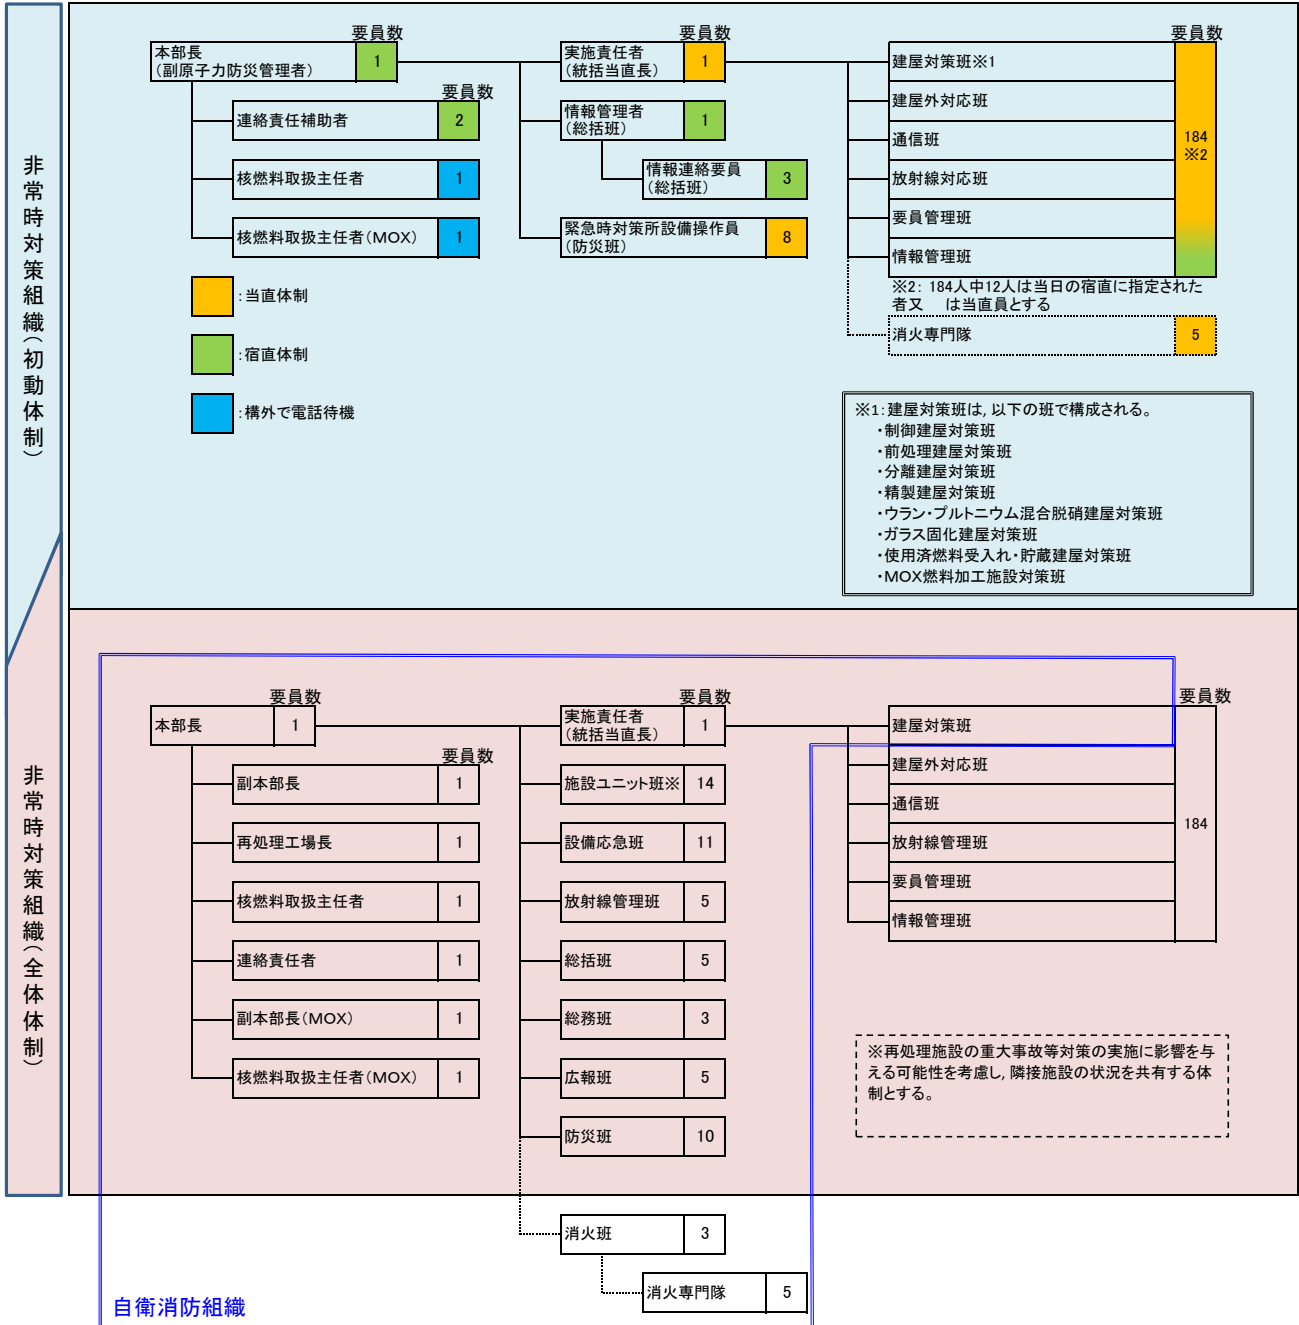 非常時対策組織（初動体制）
要員数
本部長
（副原子力防災管理者）
1
要員数
連絡責任補助者
2
核燃料取扱主任者
1
核燃料取扱主任者（MOX）
1
要員数
実施責任者
（統括当直長）
1
情報管理者
（総括班）
1
情報連絡要員
（総括班）
3
緊急時対策所設備操作員
（防災班）
8
要員数
建屋対策班※1
建屋外対応班
通信班
放射線対応班
要員管理班
情報管理班
184
※2
※2： 184人中12人は当日の宿直に指定された
者又　は当直員とする
消火専門隊
5
：当直体制
：宿直体制
：構外で電話待機
※1：建屋対策班は，以下の班で構成される。
・制御建屋対策班
・前処理建屋対策班
・分離建屋対策班
・精製建屋対策班
・ウラン・プルトニウム混合脱硝建屋対策班
・ガラス固化建屋対策班
・使用済燃料受入れ・貯蔵建屋対策班
・MOX燃料加工施設対策班
非常時対策組織（全体体制）
要員数
本部長
1
要員数
副本部長
1
再処理工場長
1
核燃料取扱主任者
1
連絡責任者
1
副本部長（MOX）
1
核燃料取扱主任者（MOX）
1
要員数
実施責任者
（統括当直長）
1
施設ユニット班※
14
設備応急班
11
放射線管理班
5
総括班
5
総務班
3
広報班
5
防災班
10
消火班
3
消火専門隊
5
要員数
建屋対策班
建屋外対応班
通信班
放射線管理班
要員管理班
情報管理班
184
※再処理施設の重大事故等対策の実施に影響を与
える可能性を考慮し，隣接施設の状況を共有する体
制とする。
自衛消防組織